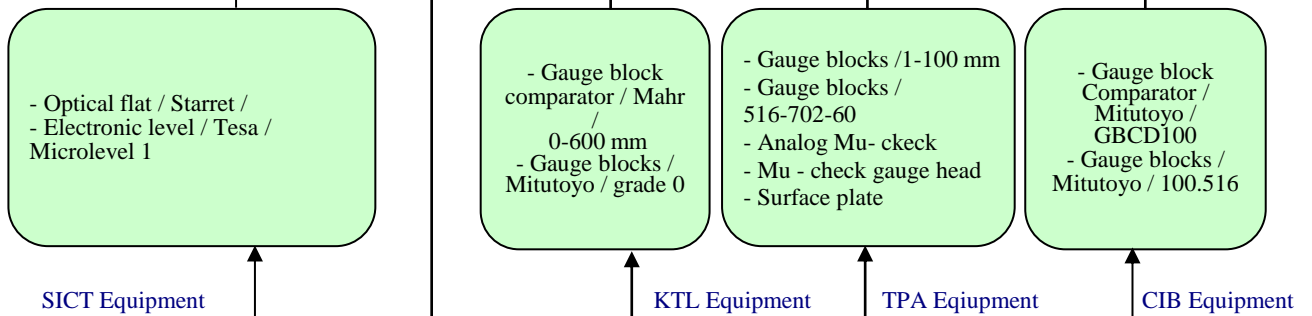 - Optical flat / Starret /
- Electronic level / Tesa /
Microlevel 1
- Gauge block
comparator / Mahr
/
0-600 mm
- Gauge blocks /
Mitutoyo / grade 0
- Gauge blocks /1-100 mm
- Gauge blocks /
516-702-60
- Analog Mu- ckeck
- Mu - check gauge head
- Surface plate
- Gauge block
Comparator /
Mitutoyo /
GBCD100
- Gauge blocks /
Mitutoyo / 100.516
SICT Equipment
KTL Equipment
TPA Eqiupment
CIB Equipment